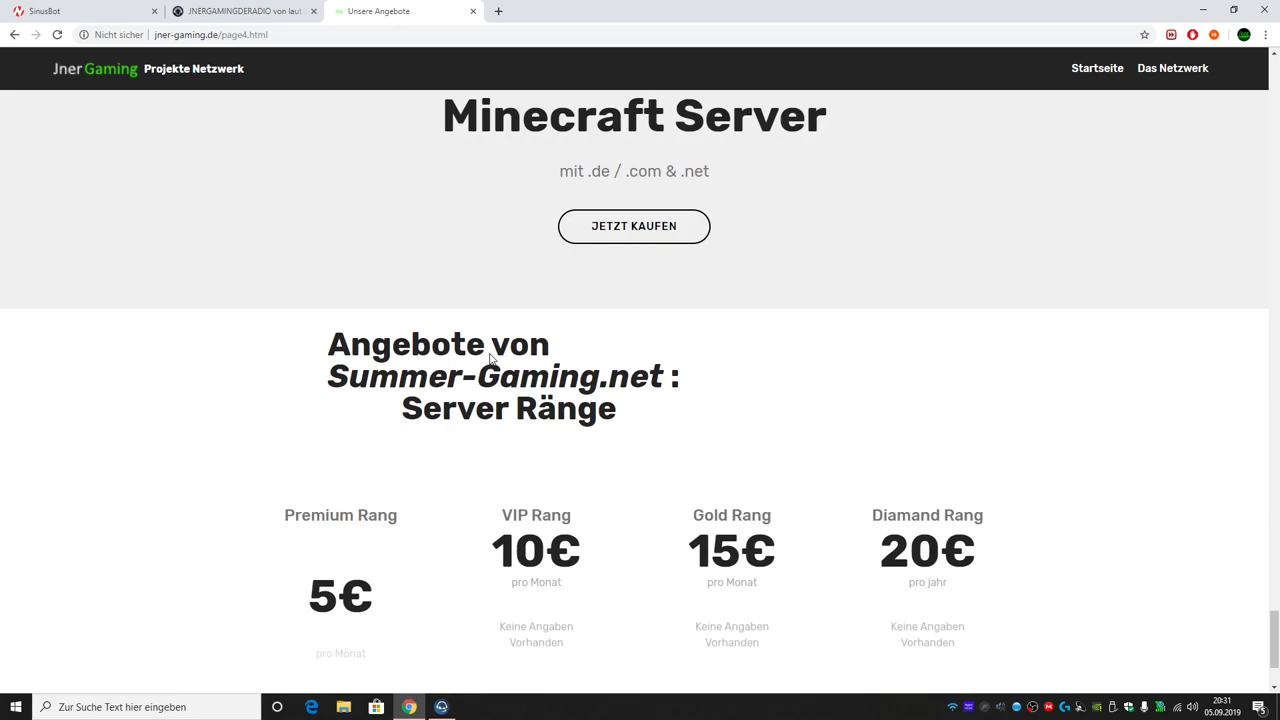 SinusBot
JNERGAMINGDERADIO von laut
Unsere Angebote
Nicht sicher
jner-gaming.de/page4.html
Jner Gaming Projekte Netzwerk
Startseite
Das Netzwerk
Minecraft Server
mit .de / .com & .net
JETZT KAUFEN
Angebote von
Summer-Gaming.net :
Server Ränge
Premium Rang
5€
pro Monat
VIP Rang
10€
pro Monat
Keine Angaben
Vorhanden
Gold Rang
15€
pro Monat
Keine Angaben
Vorhanden
Diamand Rang
20€
pro jahr
Keine Angaben
Vorhanden
Zur Suche Text hier eingeben
20:31
05.09.2019